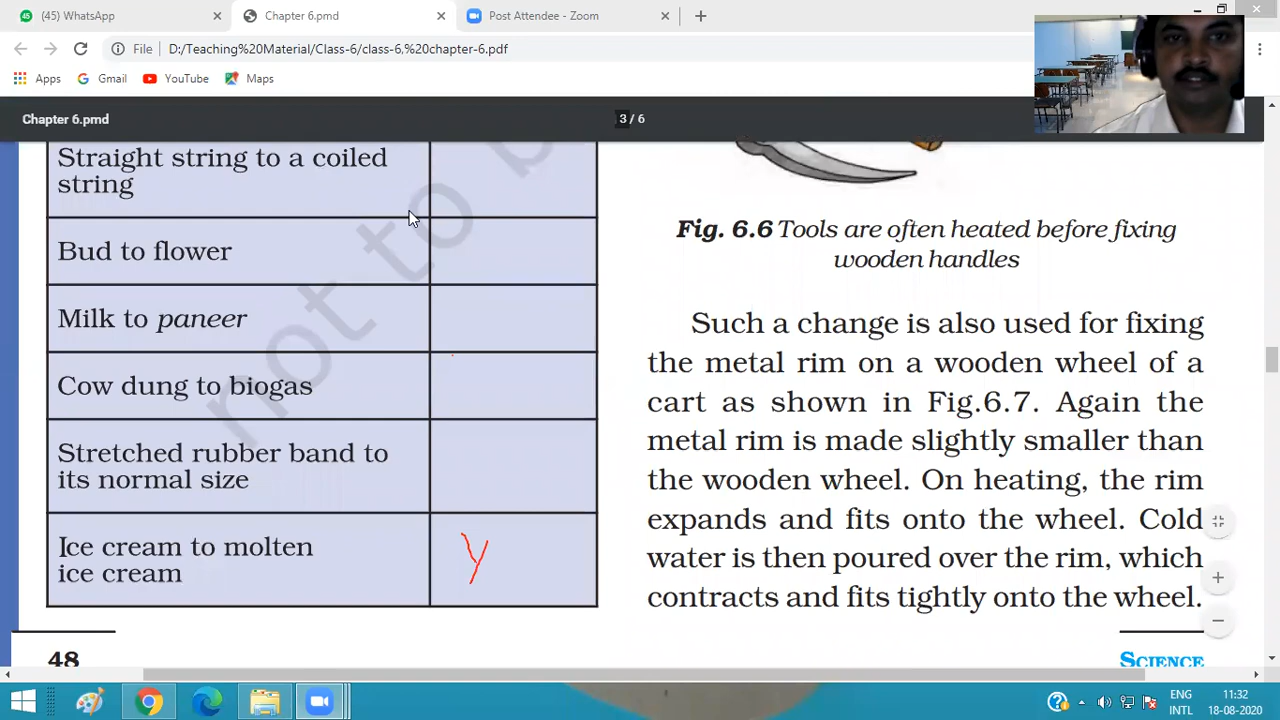 (45) WhatsApp
Chapter 6.pmd
Post Attendee - Zoom
File
D:/Teaching%20Material/Class-6/class-6.%20chapter-6.pdf
Apps
Gmail
YouTube
Maps
Chapter 6.pmd
3 / 6
Straight string to a coiled
string
Bud to flower
Milk to paneer
Cow dung to biogas
Stretched rubber band to
its normal size
Ice cream to molten
ice cream
Y
not to b
48
Fig. 6.6 Tools are often heated before fixing
wooden handles
Such a change is also used for fixing
the metal rim on a wooden wheel of a
cart as shown in Fig.6.7. Again the
metal rim is made slightly smaller than
the wooden wheel. On heating, the rim
expands and fits onto the wheel. Cold
water is then poured over the rim, which
contracts and fits tightly onto the wheel.
SCIENCE
ENG
INTL
11:32
18-08-2020